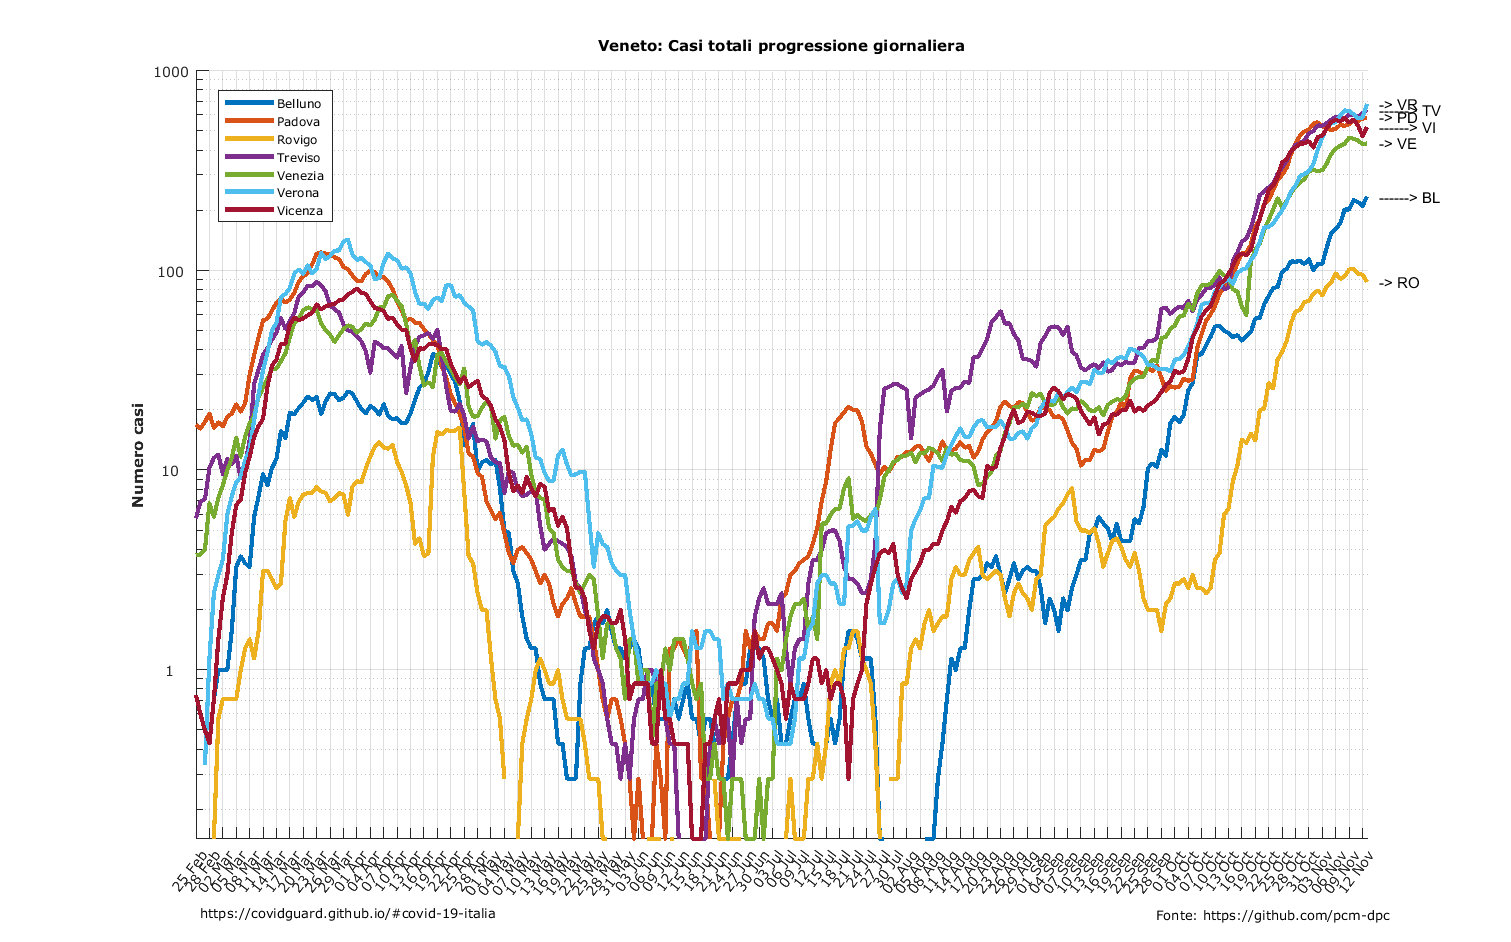 Veneto: Casi totali progressione giornaliera
1000
100
10
1
Numero casi
Belluno
Padova
Rovigo
Treviso
Venezia
Verona
Vicenza
-> VR
------> TV
-> PD
------> VI
-> VE
------> BL
-> RO
25 Feb
28 Feb
02 Mar
05 Mar
08 Mar
11 Mar
14 Mar
17 Mar
20 Mar
23 Mar
26 Mar
29 Mar
01 Apr
04 Apr
07 Apr
10 Apr
13 Apr
16 Apr
19 Apr
22 Apr
25 Apr
28 Apr
01 May
04 May
07 May
10 May
13 May
16 May
19 May
22 May
25 May
28 May
31 May
03 Jun
06 Jun
09 Jun
12 Jun
15 Jun
18 Jun
21 Jun
24 Jun
27 Jun
30 Jun
03 Jul
06 Jul
09 Jul
12 Jul
15 Jul
18 Jul
21 Jul
24 Jul
27 Jul
30 Jul
02 Aug
05 Aug
08 Aug
11 Aug
14 Aug
17 Aug
20 Aug
23 Aug
26 Aug
29 Aug
01 Sep
04 Sep
07 Sep
10 Sep
13 Sep
16 Sep
19 Sep
22 Sep
25 Sep
28 Sep
01 Oct
04 Oct
07 Oct
10 Oct
13 Oct
16 Oct
19 Oct
22 Oct
25 Oct
28 Oct
31 Oct
03 Nov
06 Nov
09 Nov
12 Nov
https://covidguard.github.io/#covid-19-italia
Fonte: https://github.com/pcm-dpc